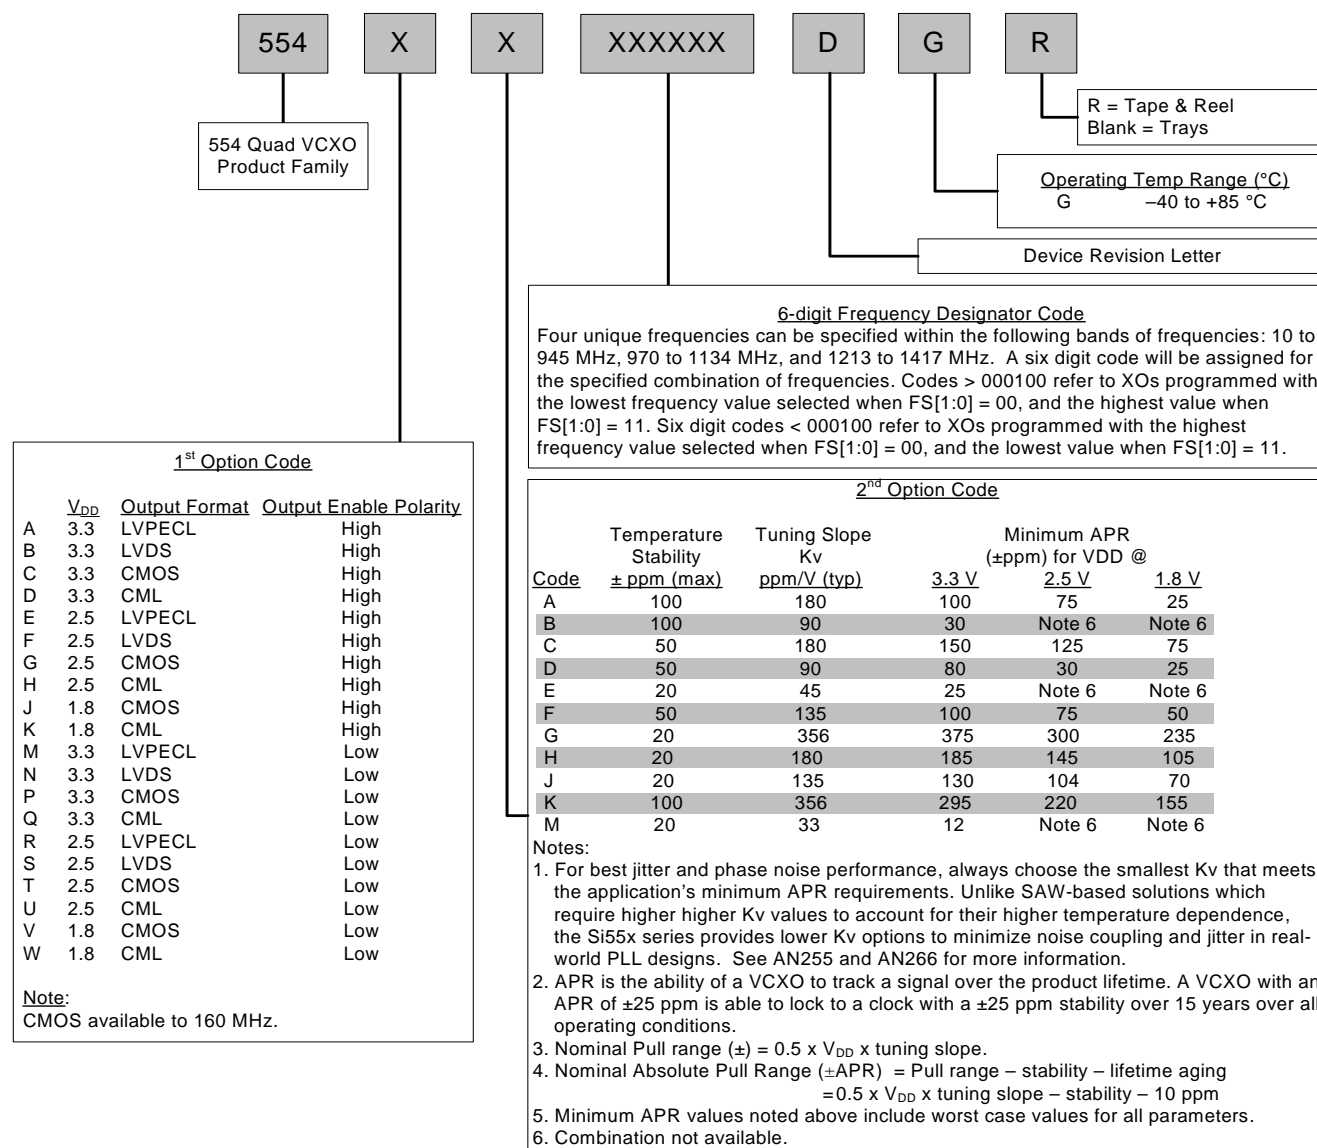 554 X X XXXXXX D G R
R = Tape & Reel
Blank = Trays
554 Quad VCXO
Product Family
Operating Temp Range (°C)
G –40 to +85 °C
Device Revision Letter
6-digit Frequency Designator Code
Four unique frequencies can be specified within the following bands of frequencies: 10 to
945 MHz, 970 to 1134 MHz, and 1213 to 1417 MHz. A six digit code will be assigned for
the specified combination of frequencies. Codes > 000100 refer to XOs programmed with
the lowest frequency value selected when FS[1:0] = 00, and the highest value when
FS[1:0] = 11. Six digit codes < 000100 refer to XOs programmed with the highest
frequency value selected when FS[1:0] = 00, and the lowest value when FS[1:0] = 11.
1st Option Code
VDD Output Format Output Enable Polarity
A 3.3 LVPECL High
B 3.3 LVDS High
C 3.3 CMOS High
D 3.3 CML High
E 2.5 LVPECL High
F 2.5 LVDS High
G 2.5 CMOS High
H 2.5 CML High
J 1.8 CMOS High
K 1.8 CML High
M 3.3 LVPECL Low
N 3.3 LVDS Low
P 3.3 CMOS Low
Q 3.3 CML Low
R 2.5 LVPECL Low
S 2.5 LVDS Low
T 2.5 CMOS Low
U 2.5 CML Low
V 1.8 CMOS Low
W 1.8 CML Low
Note:
CMOS available to 160 MHz.
2nd Option Code
Temperature Tuning Slope Minimum APR
Stability Kv (±ppm) for VDD @
Code ± ppm (max) ppm/V (typ) 3.3 V 2.5 V 1.8 V
A 100 180 100 75 25
B 100 90 30 Note 6 Note 6
C 50 180 150 125 75
D 50 90 80 30 25
E 20 45 25 Note 6 Note 6
F 50 135 100 75 50
G 20 356 375 300 235
H 20 180 185 145 105
J 20 135 130 104 70
K 100 356 295 220 155
M 20 33 12 Note 6 Note 6
Notes:
1. For best jitter and phase noise performance, always choose the smallest Kv that meets
the application's minimum APR requirements. Unlike SAW-based solutions which
require higher higher Kv values to account for their higher temperature dependence,
the Si55x series provides lower Kv options to minimize noise coupling and jitter in real-
world PLL designs. See AN255 and AN266 for more information.
2. APR is the ability of a VCXO to track a signal over the product lifetime. A VCXO with an
APR of ±25 ppm is able to lock to a clock with a ±25 ppm stability over 15 years over all
operating conditions.
3. Nominal Pull range (±) = 0.5 x VDD x tuning slope.
4. Nominal Absolute Pull Range (±APR) = Pull range – stability – lifetime aging
= 0.5 x VDD x tuning slope – stability – 10 ppm
5. Minimum APR values noted above include worst case values for all parameters.
6. Combination not available.